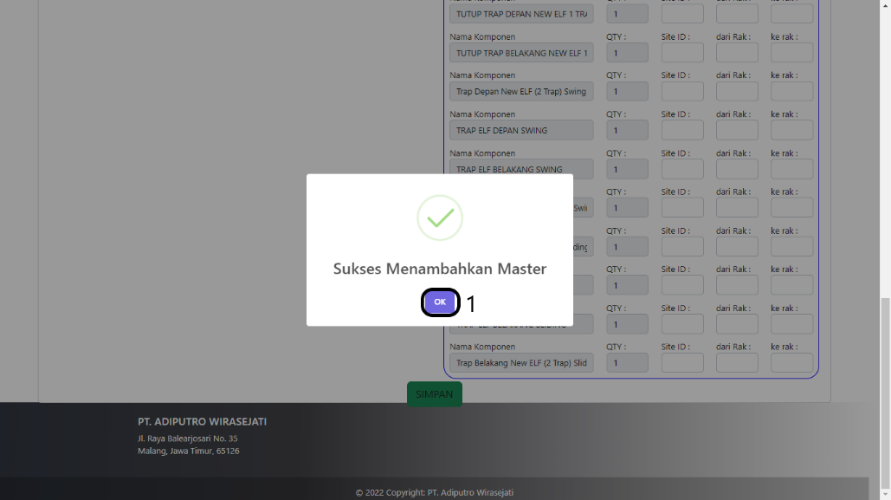 Nama Komponen QTY : Site ID : dari Rak : ke rak :
TUTUP TRAP DEPAN NEW ELF 1 TRA 1
Nama Komponen QTY : Site ID : dari Rak : ke rak :
TUTUP TRAP BELAKANG NEW ELF 1 1
Nama Komponen QTY : Site ID : dari Rak : ke rak :
Trap Depan New ELF (2 Trap) Swing 1
Nama Komponen QTY : Site ID : dari Rak : ke rak :
TRAP ELF DEPAN SWING 1
Nama Komponen QTY : Site ID : dari Rak : ke rak :
TRAP ELF BELAKANG SWING 1
QTY : Site ID : dari Rak : ke rak :
Swi 1
QTY : Site ID : dari Rak : ke rak :
ding 1
QTY : Site ID : dari Rak : ke rak :
1
QTY : Site ID : dari Rak : ke rak :
1
Nama Komponen QTY : Site ID : dari Rak : ke rak :
Trap Belakang New ELF (2 Trap) Slid 1
Sukses Menambahkan Master
OK 1
SIMPAN
PT. ADIPUTRO WIRASEJATI
Jl. Raya Balearjosari No. 35
Malang, Jawa Timur, 65126
© 2022 Copyright: PT. Adiputro Wirasejati